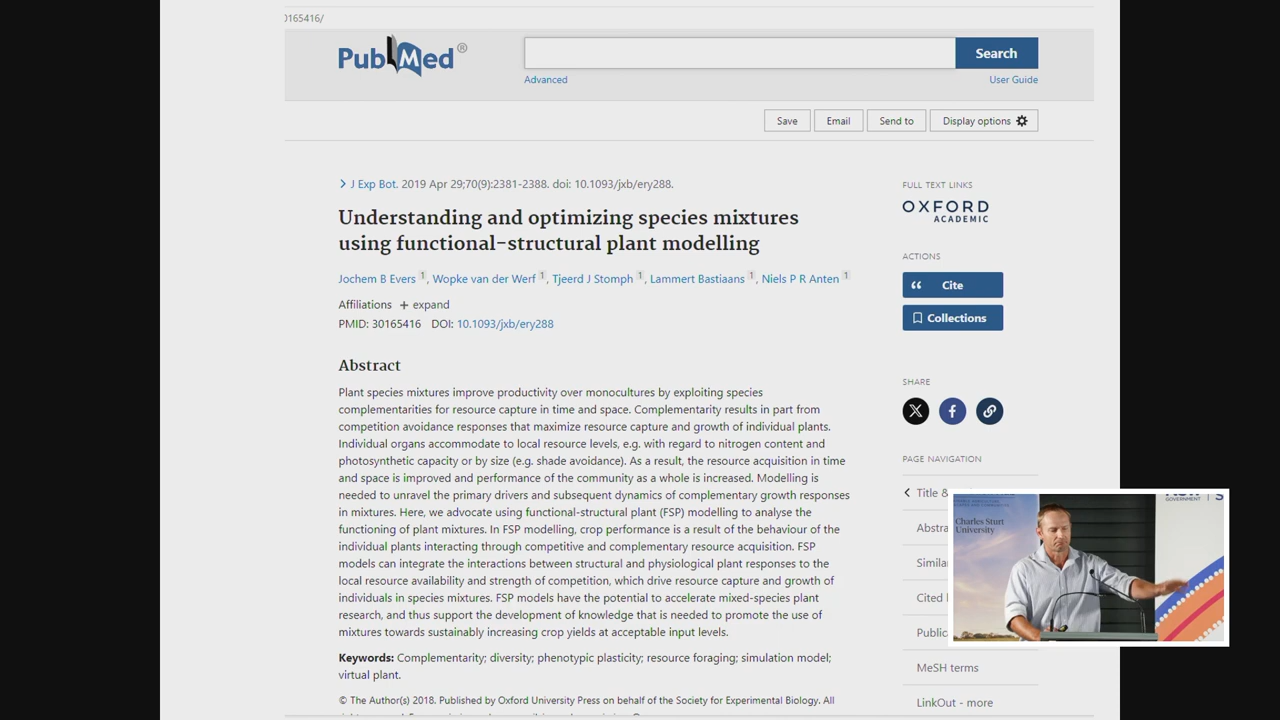 0165416/
PubMed®
Search
Advanced
User Guide
Save
Email
Send to
Display options
J Exp Bot. 2019 Apr 29;70(9):2381-2388. doi: 10.1093/jxb/ery288.
Understanding and optimizing species mixtures
using functional-structural plant modelling
Jochem B Evers 1, Wopke van der Werf 1, Tjeerd J Stomph 1, Lammert Bastiaans 1, Niels P R Anten 1
Affiliations + expand
PMID: 30165416 DOI: 10.1093/jxb/ery288
Abstract
Plant species mixtures improve productivity over monocultures by exploiting species
complementarities for resource capture in time and space. Complementarity results in part from
competition avoidance responses that maximize resource capture and growth of individual plants.
Individual organs accommodate to local resource levels, e.g. with regard to nitrogen content and
photosynthetic capacity or by size (e.g. shade avoidance). As a result, the resource acquisition in time
and space is improved and performance of the community as a whole is increased. Modelling is
needed to unravel the primary drivers and subsequent dynamics of complementary growth responses
in mixtures. Here, we advocate using functional-structural plant (FSP) modelling to analyse the
functioning of plant mixtures. In FSP modelling, crop performance is a result of the behaviour of the
individual plants interacting through competitive and complementary resource acquisition. FSP
models can integrate the interactions between structural and physiological plant responses to the
local resource availability and strength of competition, which drive resource capture and growth of
individuals in species mixtures. FSP models have the potential to accelerate mixed-species plant
research, and thus support the development of knowledge that is needed to promote the use of
mixtures towards sustainably increasing crop yields at acceptable input levels.
Keywords: Complementarity; diversity; phenotypic plasticity; resource foraging; simulation model;
virtual plant.
© The Author(s) 2018. Published by Oxford University Press on behalf of the Society for Experimental Biology. All
FULL TEXT LINKS
OXFORD
ACADEMIC
ACTIONS
Cite
Collections
SHARE
PAGE NAVIGATION
Title &
Abstra
Similar
Cited
Public
MeSH terms
LinkOut - more
Charles Sturt
University
GOVERNMENT